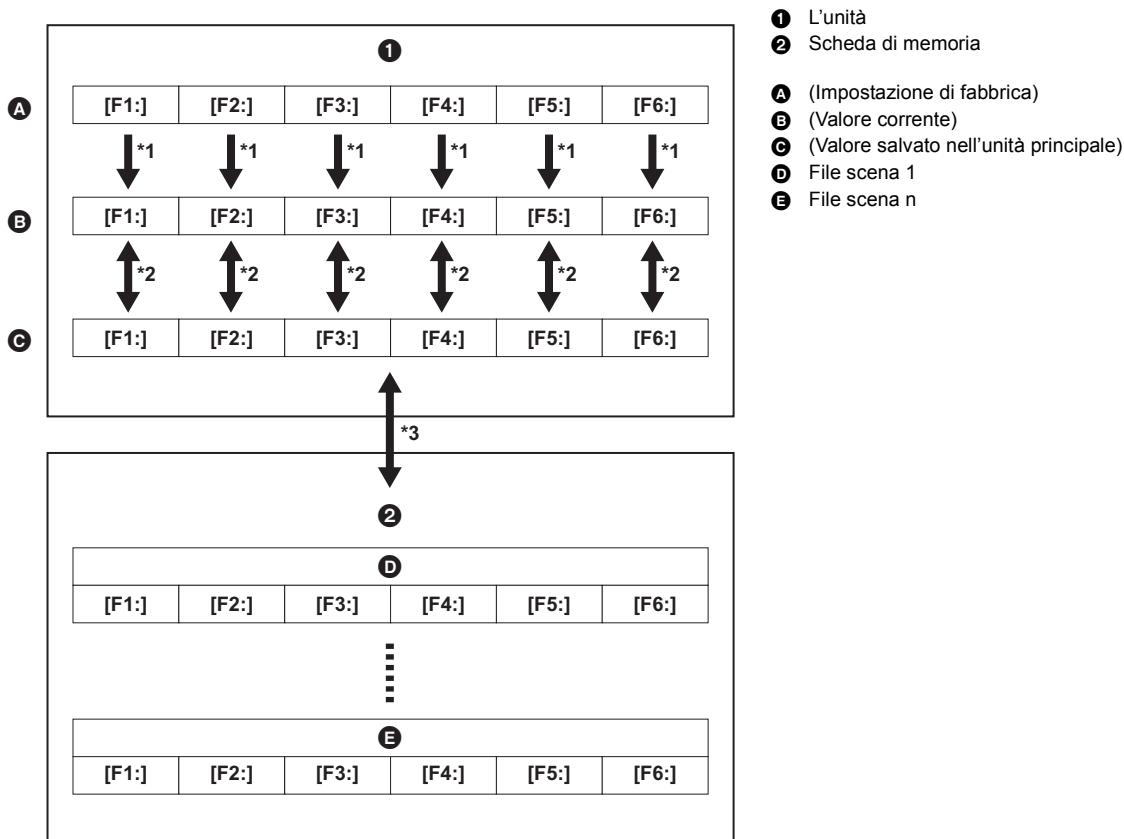 ❶
Ⓐ [F1:] [F2:] [F3:] [F4:] [F5:] [F6:]
*1 *1 *1 *1 *1 *1
Ⓑ [F1:] [F2:] [F3:] [F4:] [F5:] [F6:]
*2 *2 *2 *2 *2 *2
Ⓒ [F1:] [F2:] [F3:] [F4:] [F5:] [F6:]
*3
❷
Ⓓ
[F1:] [F2:] [F3:] [F4:] [F5:] [F6:]
Ⓔ
[F1:] [F2:] [F3:] [F4:] [F5:] [F6:]
❶ L'unità
❷ Scheda di memoria
Ⓐ (Impostazione di fabbrica)
Ⓑ (Valore corrente)
Ⓒ (Valore salvato nell'unità principale)
Ⓓ File scena 1
Ⓔ File scena n